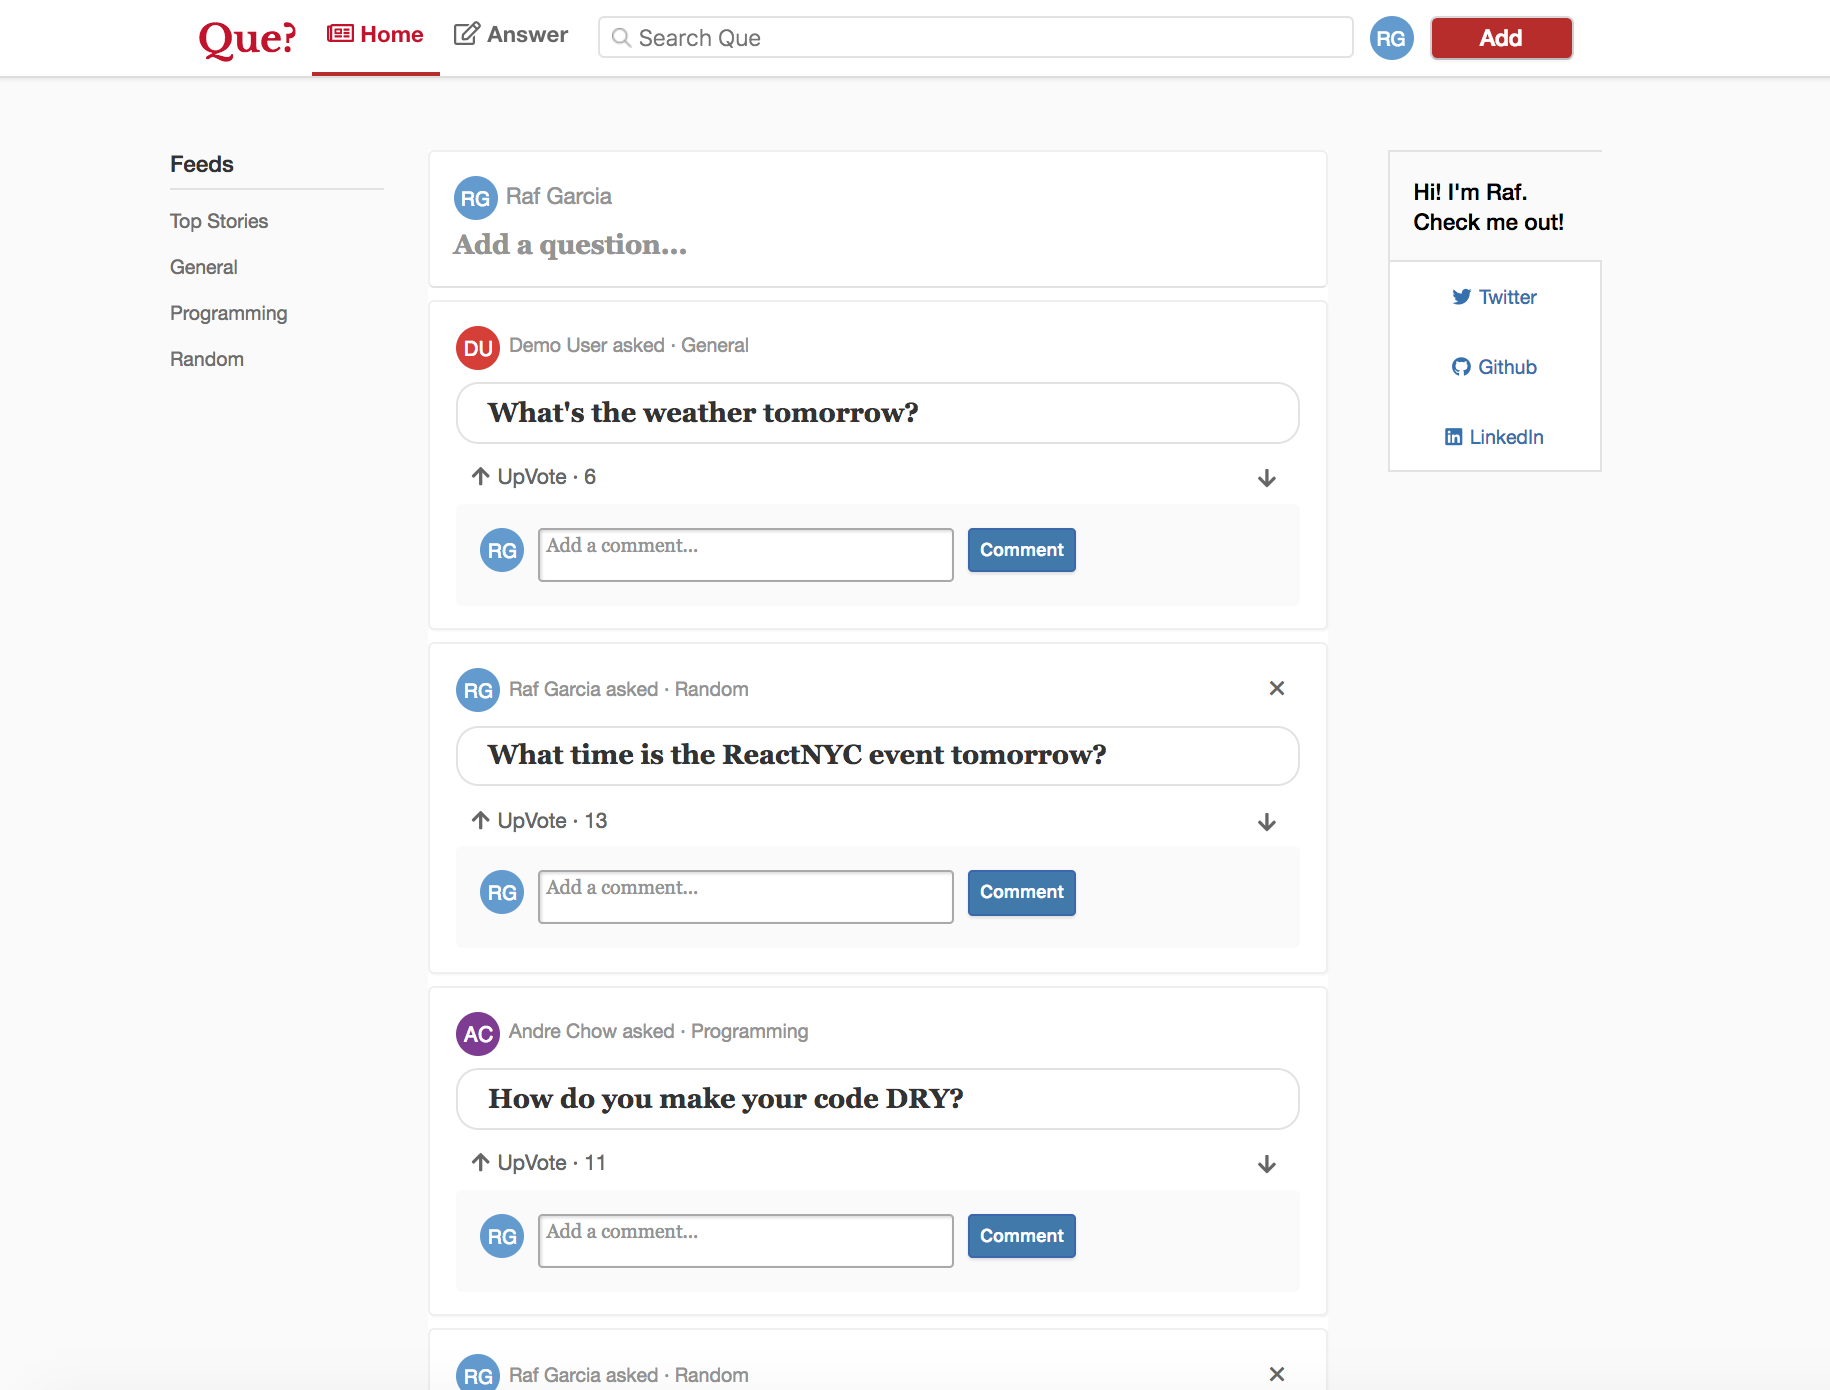 Que?
Home
Answer
Search Que
RG
Add
Feeds
Top Stories
General
Programming
Random
RG Raf Garcia
Add a question...
DU Demo User asked · General
What's the weather tomorrow?
UpVote · 6
RG Add a comment... Comment
RG Raf Garcia asked · Random
What time is the ReactNYC event tomorrow?
UpVote · 13
RG Add a comment... Comment
AC Andre Chow asked · Programming
How do you make your code DRY?
UpVote · 11
RG Add a comment... Comment
RG Raf Garcia asked · Random
Hi! I'm Raf.
Check me out!
Twitter
Github
LinkedIn